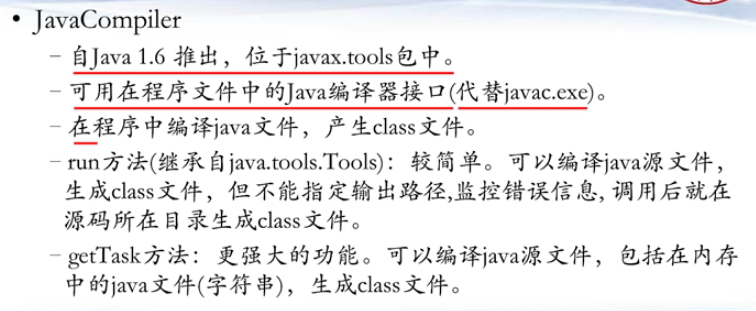 • JavaCompiler
– 自Java 1.6 推出，位于javax.tools包中。
– 可用在程序文件中的Java编译器接口(代替javac.exe)。
– 在程序中编译java文件，产生class文件。
– run方法(继承自java.tools.Tools)：较简单。可以编译java源文件，
生成class文件，但不能指定输出路径,监控错误信息, 调用后就在
源码所在目录生成class文件。
– getTask方法：更强大的功能。可以编译java源文件，包括在内存
中的java文件(字符串)，生成class文件。